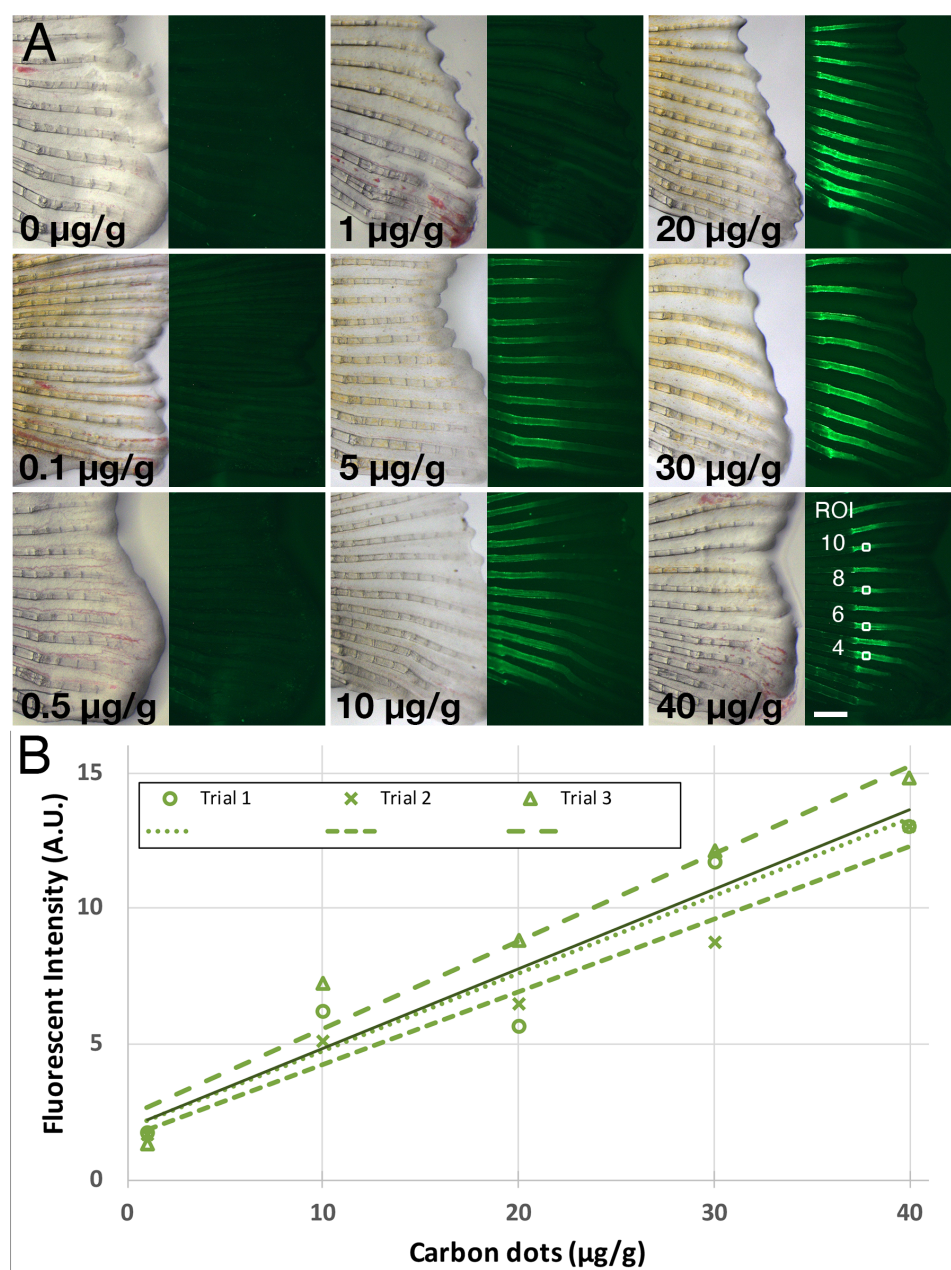 A
0 µg/g
1 µg/g
20 µg/g
0.1 µg/g
5 µg/g
30 µg/g
0.5 µg/g
10 µg/g
40 µg/g
ROI
10
8
6
4
B
15
10
5
0
Fluorescent Intensity (A.U.)
Trial 1 Trial 2 Trial 3
0 10 20 30 40
Carbon dots (µg/g)